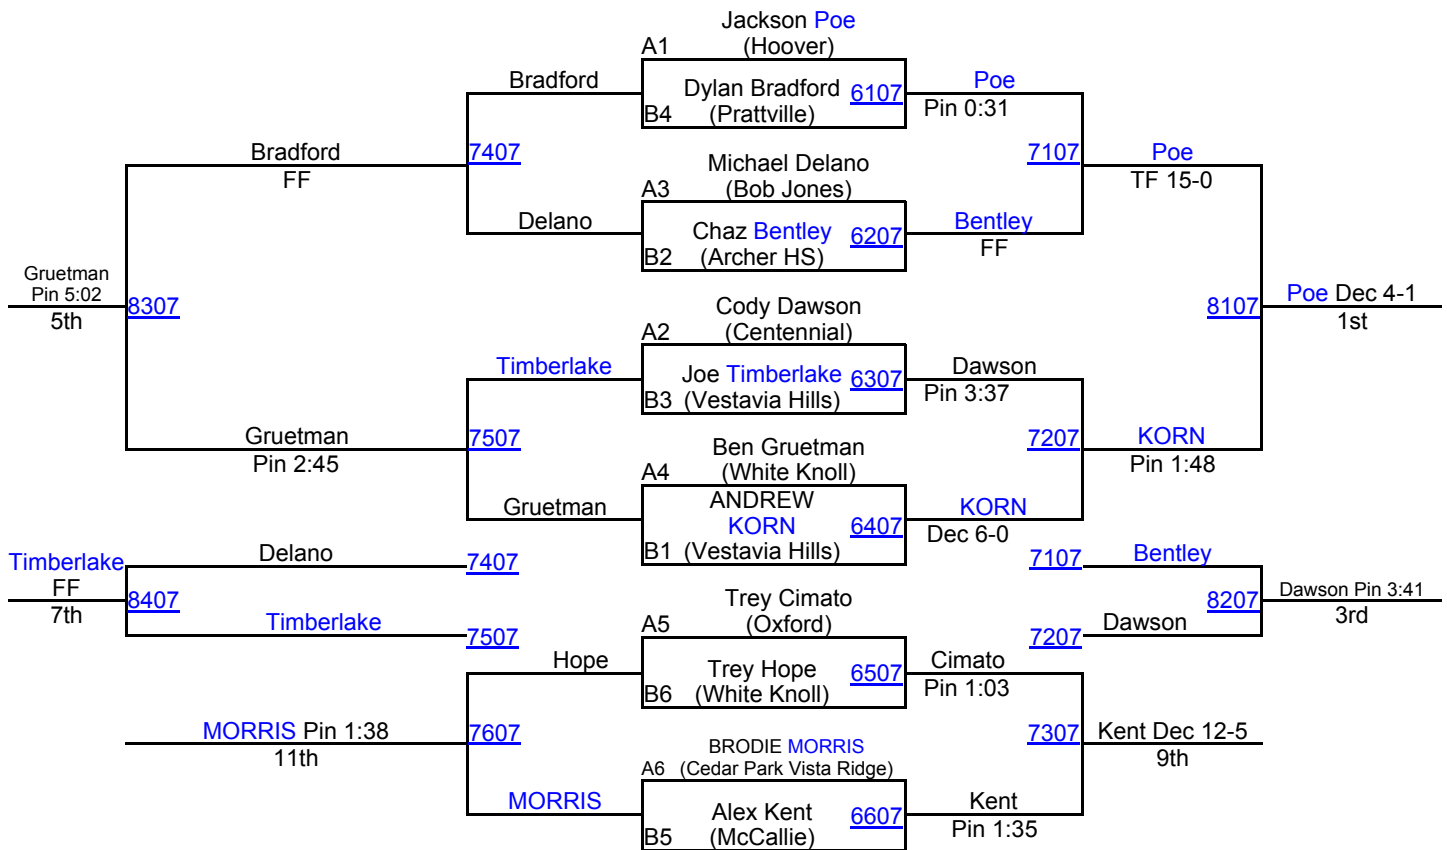 Jackson Poe
A1 (Hoover)
Bradford
Dylan Bradford 6107
B4 (Prattville)
Poe
Pin 0:31
Bradford
FF
7407
Michael Delano
A3 (Bob Jones)
7107
Poe
TF 15-0
Delano
Chaz Bentley 6207
B2 (Archer HS)
Bentley
FF
Gruetman
Pin 5:02
5th
8307
Cody Dawson
A2 (Centennial)
8107
Poe Dec 4-1
1st
Timberlake
Joe Timberlake 6307
B3 (Vestavia Hills)
Dawson
Pin 3:37
Gruetman
Pin 2:45
7507
Ben Gruetman
A4 (White Knoll)
7207
KORN
Pin 1:48
Gruetman
ANDREW
KORN 6407
B1 (Vestavia Hills)
KORN
Dec 6-0
Timberlake
FF
7th
8407
Delano
7407
Timberlake
7507
7107
Bentley
8207
Dawson Pin 3:41
3rd
7207
Dawson
Trey Cimato
A5 (Oxford)
Hope
Trey Hope 6507
B6 (White Knoll)
Cimato
Pin 1:03
MORRIS Pin 1:38
11th
7607
BRODIE MORRIS
A6 (Cedar Park Vista Ridge)
7307
Kent Dec 12-5
9th
MORRIS
Alex Kent 6607
B5 (McCallie)
Kent
Pin 1:35